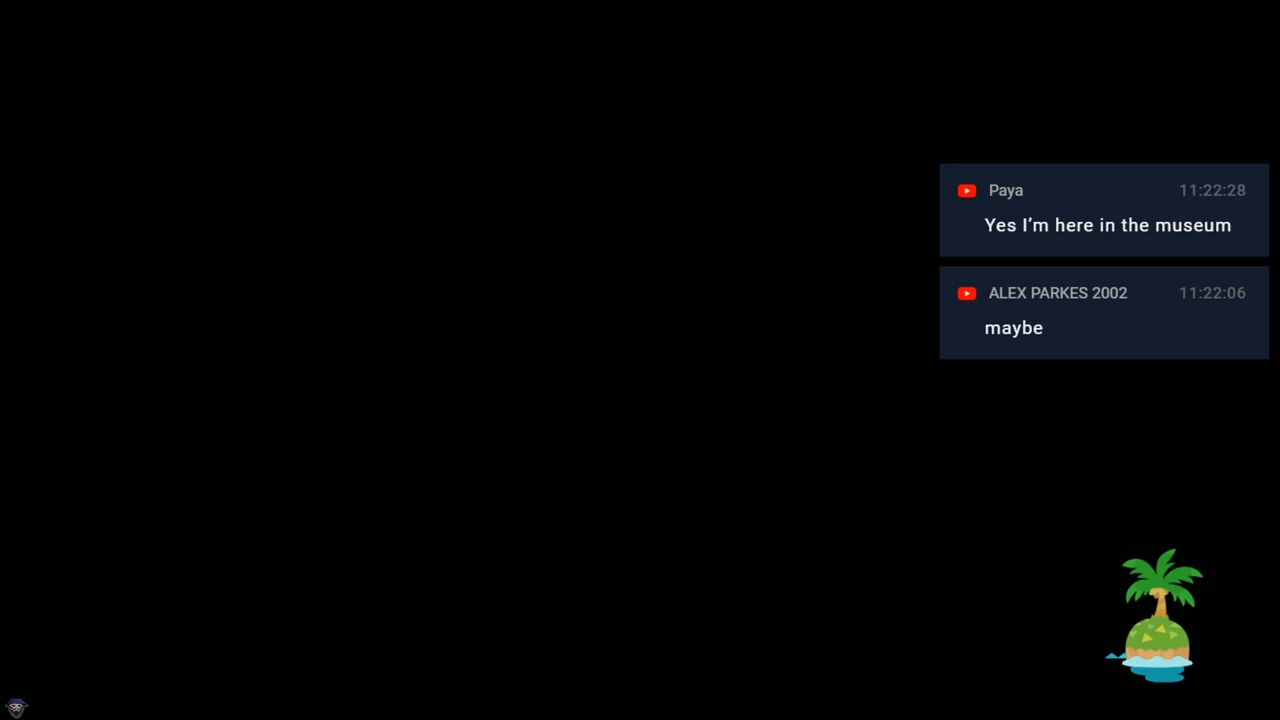 Paya 11:22:28
Yes I’m here in the museum
ALEX PARKES 2002 11:22:06
maybe